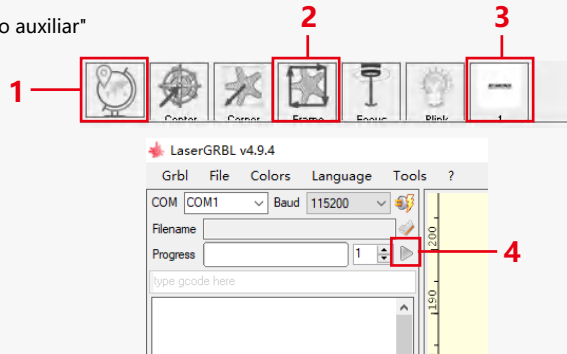 o auxiliar"
2 3
1
Center Corner Frame Focus Blink 1
LaserGRBL v4.9.4
Grbl File Colors Language Tools ?
COM COM1 Baud 115200
Filename
Progress 1
4
type gcode here
200
190